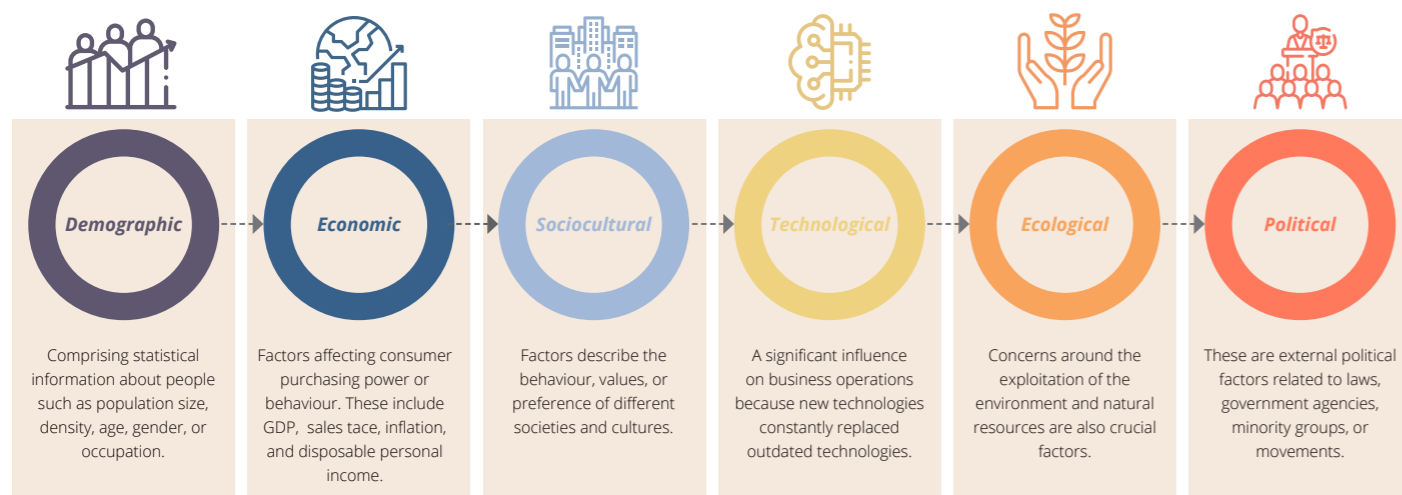 Demographic
Comprising statistical
information about people
such as population size,
density, age, gender, or
occupation.
Economic
Factors affecting consumer
purchasing power or
behaviour. These include
GDP, sales tace, inflation,
and disposable personal
income.
Sociocultural
Factors describe the
behaviour, values, or
preference of different
societies and cultures.
Technological
A significant influence
on business operations
because new technologies
constantly replaced
outdated technologies.
Ecological
Concerns around the
exploitation of the
environment and natural
resources are also crucial
factors.
Political
These are external political
factors related to laws,
government agencies,
minority groups, or
movements.